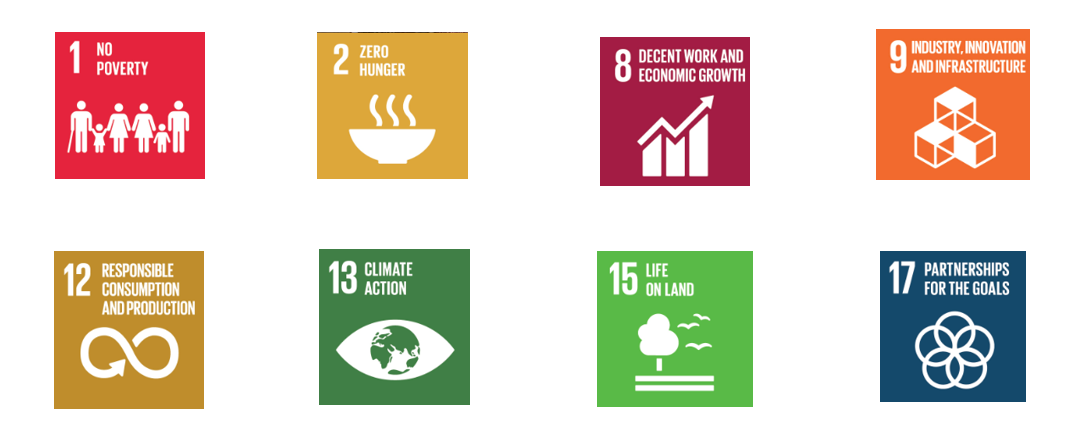 1 NO
POVERTY
2 ZERO
HUNGER
8 DECENT WORK AND
ECONOMIC GROWTH
9 INDUSTRY, INNOVATION
AND INFRASTRUCTURE
12 RESPONSIBLE
CONSUMPTION
AND PRODUCTION
13 CLIMATE
ACTION
15 LIFE
ON LAND
17 PARTNERSHIPS
FOR THE GOALS